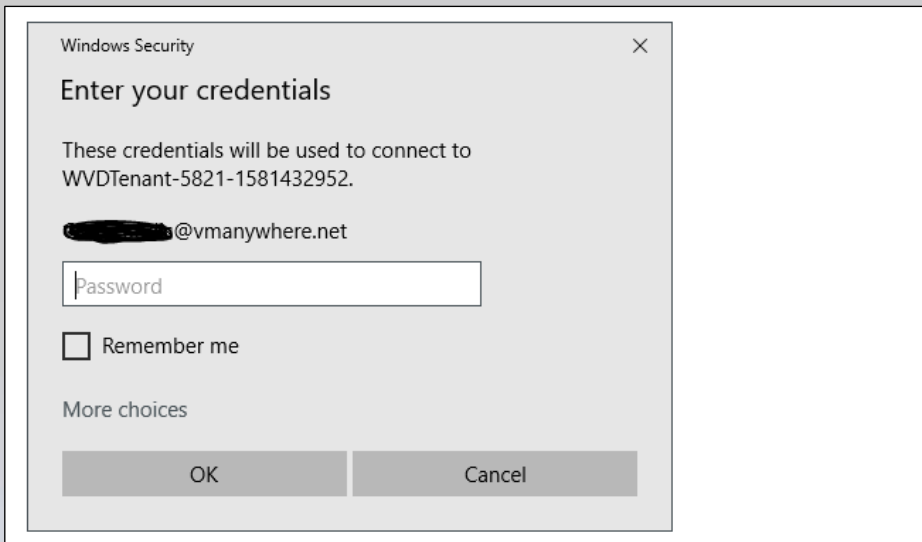 Windows Security
Enter your credentials
These credentials will be used to connect to
WVDTenant-5821-1581432952.
@vmanywhere.net
Password
Remember me
More choices
OK Cancel